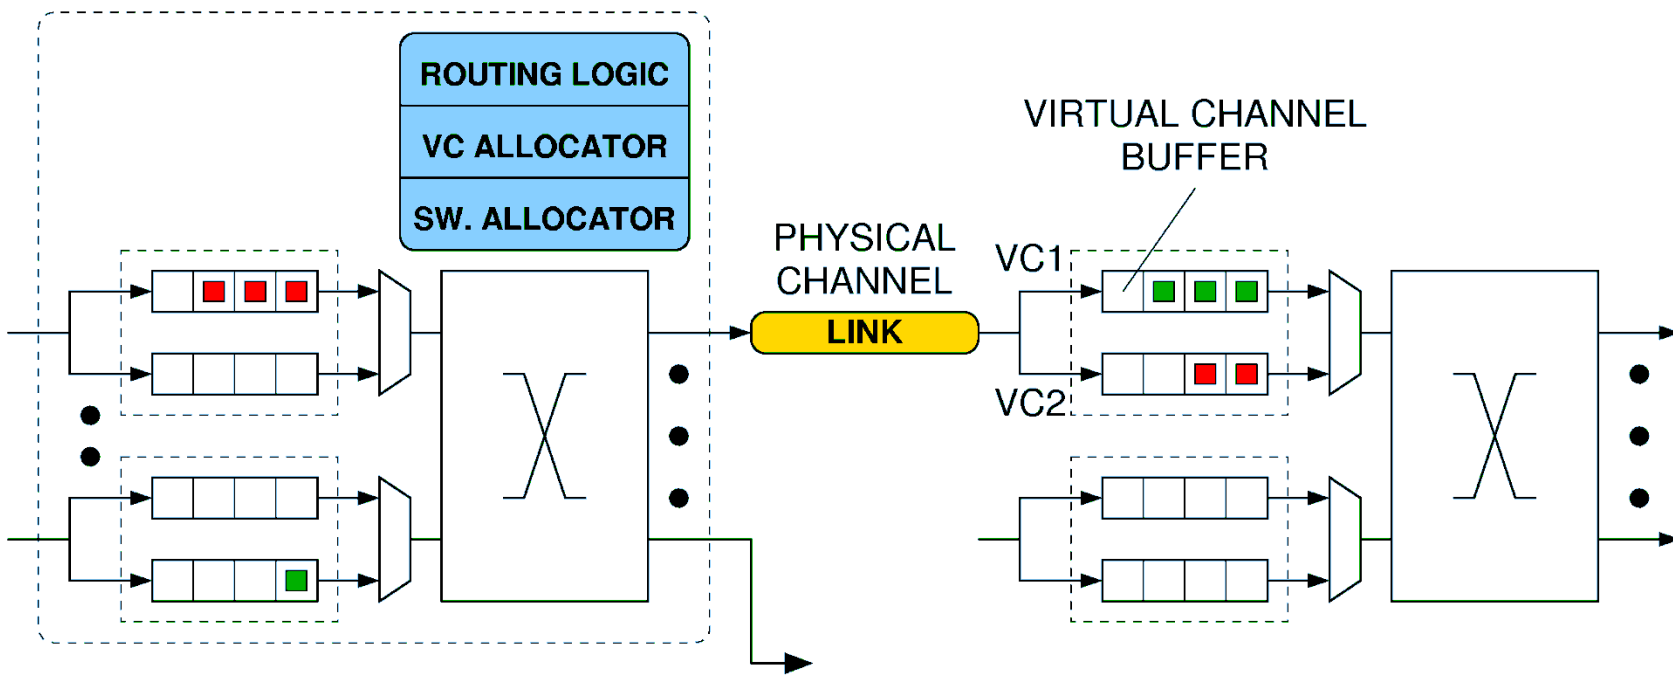 ROUTING LOGIC
VC ALLOCATOR
SW. ALLOCATOR
VIRTUAL CHANNEL
BUFFER
PHYSICAL
CHANNEL
LINK
VC1
VC2